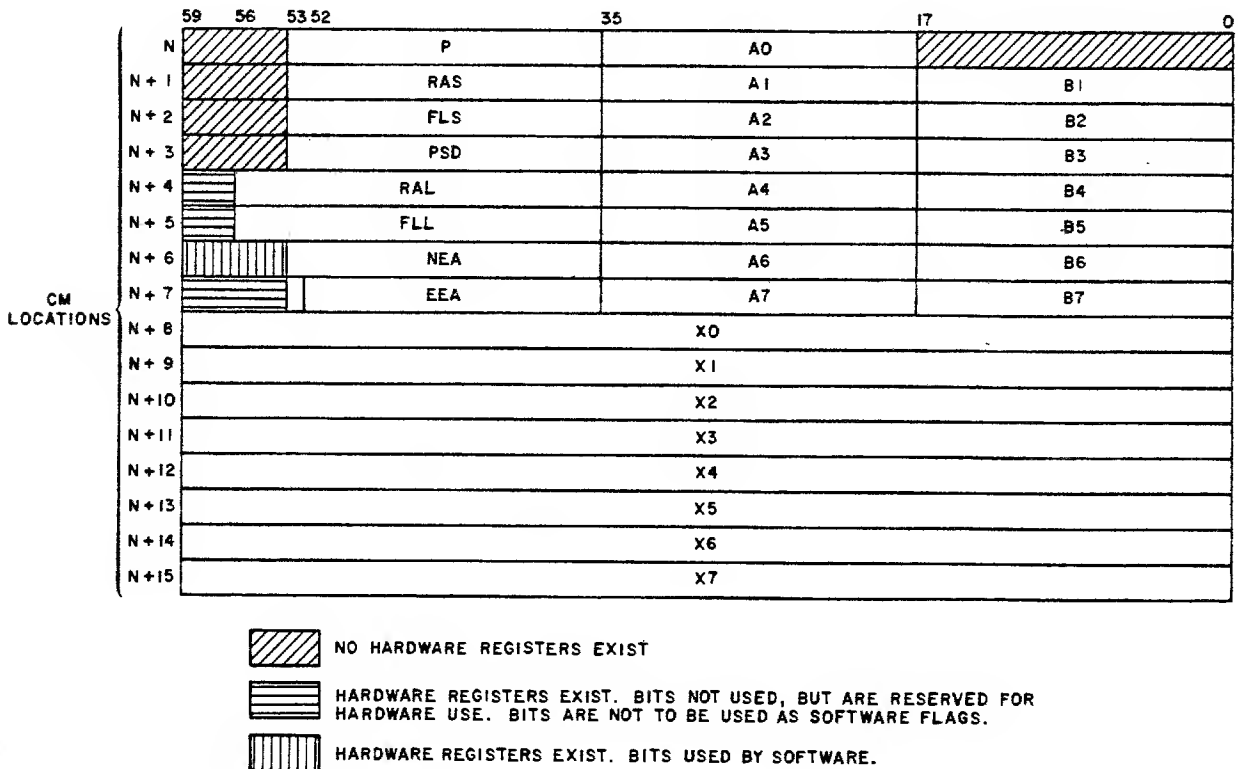 59 56 53 52 35 17 0
N P A0
N + 1 RAS A1 B1
N + 2 FLS A2 B2
N + 3 PSD A3 B3
N + 4 RAL A4 B4
N + 5 FLL A5 B5
N + 6 NEA A6 B6
N + 7 EEA A7 B7
CM
LOCATIONS
N + 8 X0
N + 9 X1
N +10 X2
N +11 X3
N +12 X4
N +13 X5
N +14 X6
N +15 X7
NO HARDWARE REGISTERS EXIST
HARDWARE REGISTERS EXIST. BITS NOT USED, BUT ARE RESERVED FOR
HARDWARE USE. BITS ARE NOT TO BE USED AS SOFTWARE FLAGS.
HARDWARE REGISTERS EXIST. BITS USED BY SOFTWARE.